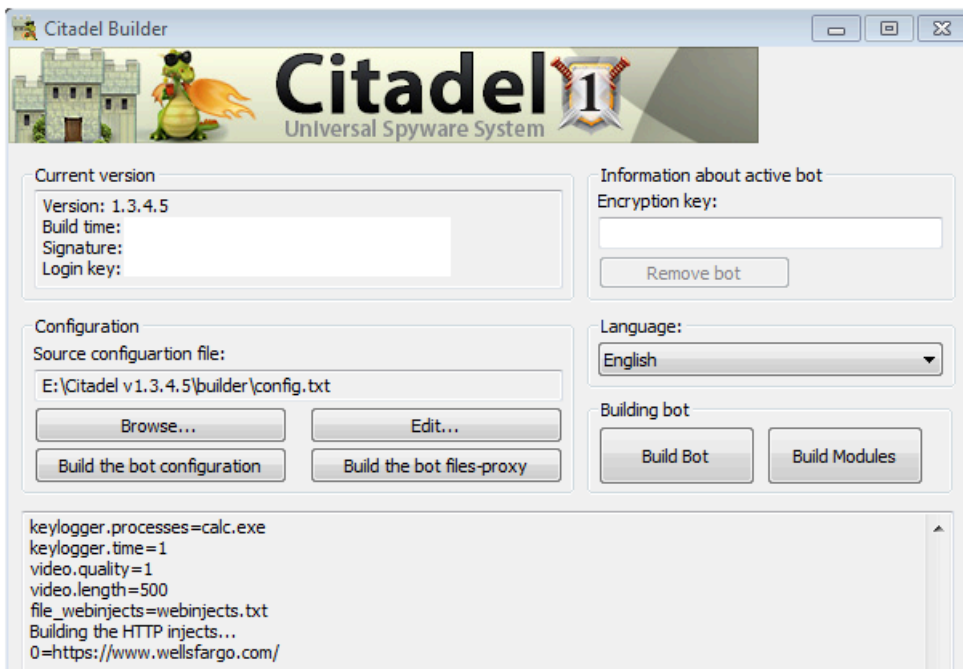 Citadel Builder
Citadel 1
Universal Spyware System
Current version
Version: 1.3.4.5
Build time:
Signature:
Login key:
Information about active bot
Encryption key:
Remove bot
Configuration
Source configuartion file:
E:\Citadel v1.3.4.5\builder\config.txt
Browse...
Edit...
Build the bot configuration
Build the bot files-proxy
Language:
English
Building bot
Build Bot
Build Modules
keylogger.processes=calc.exe
keylogger.time=1
video.quality=1
video.length=500
file_webinjects=webinjects.txt
Building the HTTP injects...
0=https://www.wellsfargo.com/